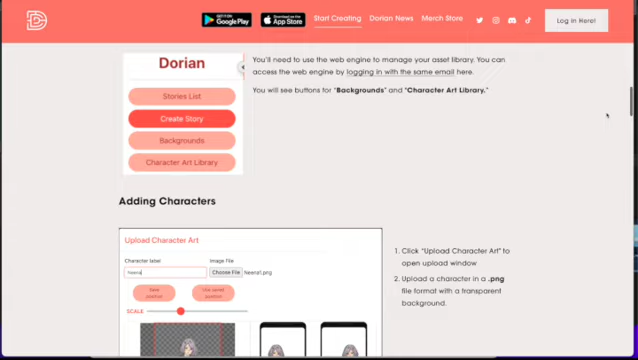 GET IT ON
Google Play
Download on the
App Store
Start Creating
Dorian News
Merch Store
Log in Here!
Dorian
Stories List
Create Story
Backgrounds
Character Art Library
You'll need to use the web engine to manage your asset library. You can
access the web engine by logging in with the same email here.
You will see buttons for "Backgrounds" and "Character Art Library."
Adding Characters
Upload Character Art
Character label
Image File
Choose File
Neena1.png
Save
position
Use saved
position
SCALE
1. Click "Upload Character Art" to
open upload window
2. Upload a character in a .png
file format with a transparent
background.